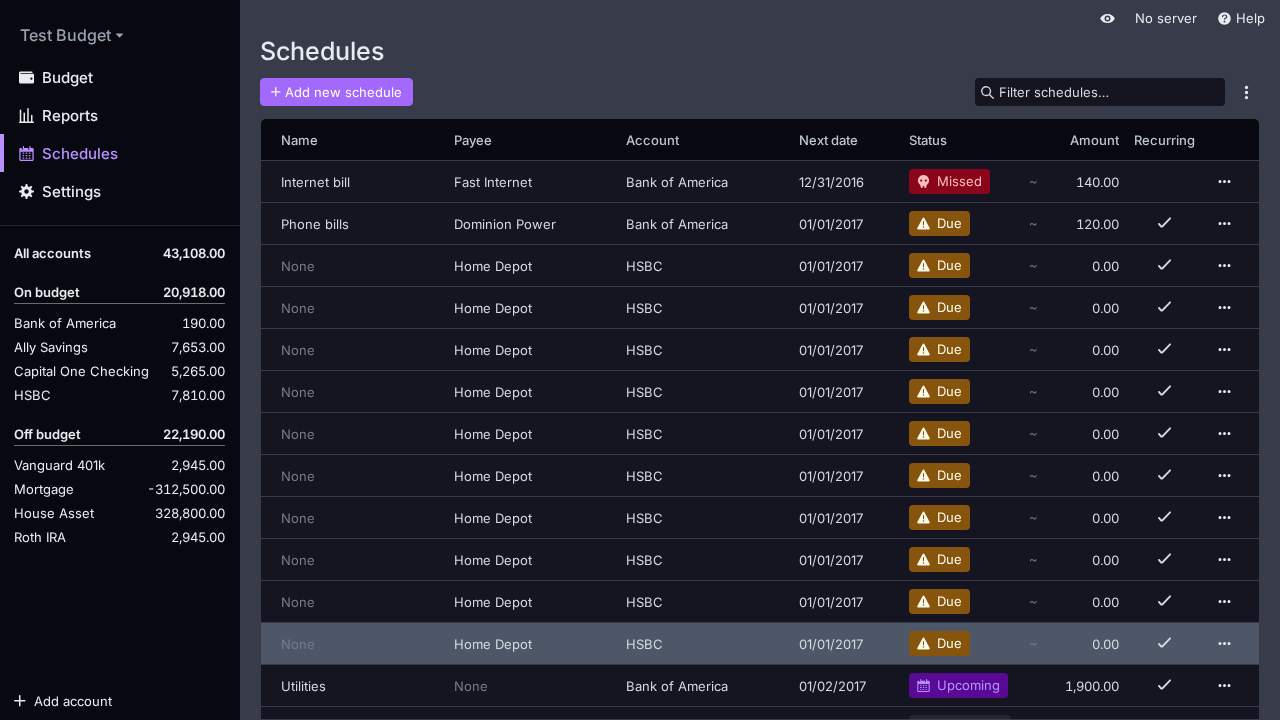 Test Budget
Budget
Reports
Schedules
Settings
All accounts 43,108.00
On budget 20,918.00
Bank of America 190.00
Ally Savings 7,653.00
Capital One Checking 5,265.00
HSBC 7,810.00
Off budget 22,190.00
Vanguard 401k 2,945.00
Mortgage -312,500.00
House Asset 328,800.00
Roth IRA 2,945.00
Add account
No server Help
Schedules
Add new schedule
Filter schedules...
Name Payee Account Next date Status Amount Recurring
Internet bill Fast Internet Bank of America 12/31/2016 Missed ~ 140.00
Phone bills Dominion Power Bank of America 01/01/2017 Due ~ 120.00
None Home Depot HSBC 01/01/2017 Due ~ 0.00
None Home Depot HSBC 01/01/2017 Due ~ 0.00
None Home Depot HSBC 01/01/2017 Due ~ 0.00
None Home Depot HSBC 01/01/2017 Due ~ 0.00
None Home Depot HSBC 01/01/2017 Due ~ 0.00
None Home Depot HSBC 01/01/2017 Due ~ 0.00
None Home Depot HSBC 01/01/2017 Due ~ 0.00
None Home Depot HSBC 01/01/2017 Due ~ 0.00
None Home Depot HSBC 01/01/2017 Due ~ 0.00
None Home Depot HSBC 01/01/2017 Due ~ 0.00
Utilities None Bank of America 01/02/2017 Upcoming 1,900.00